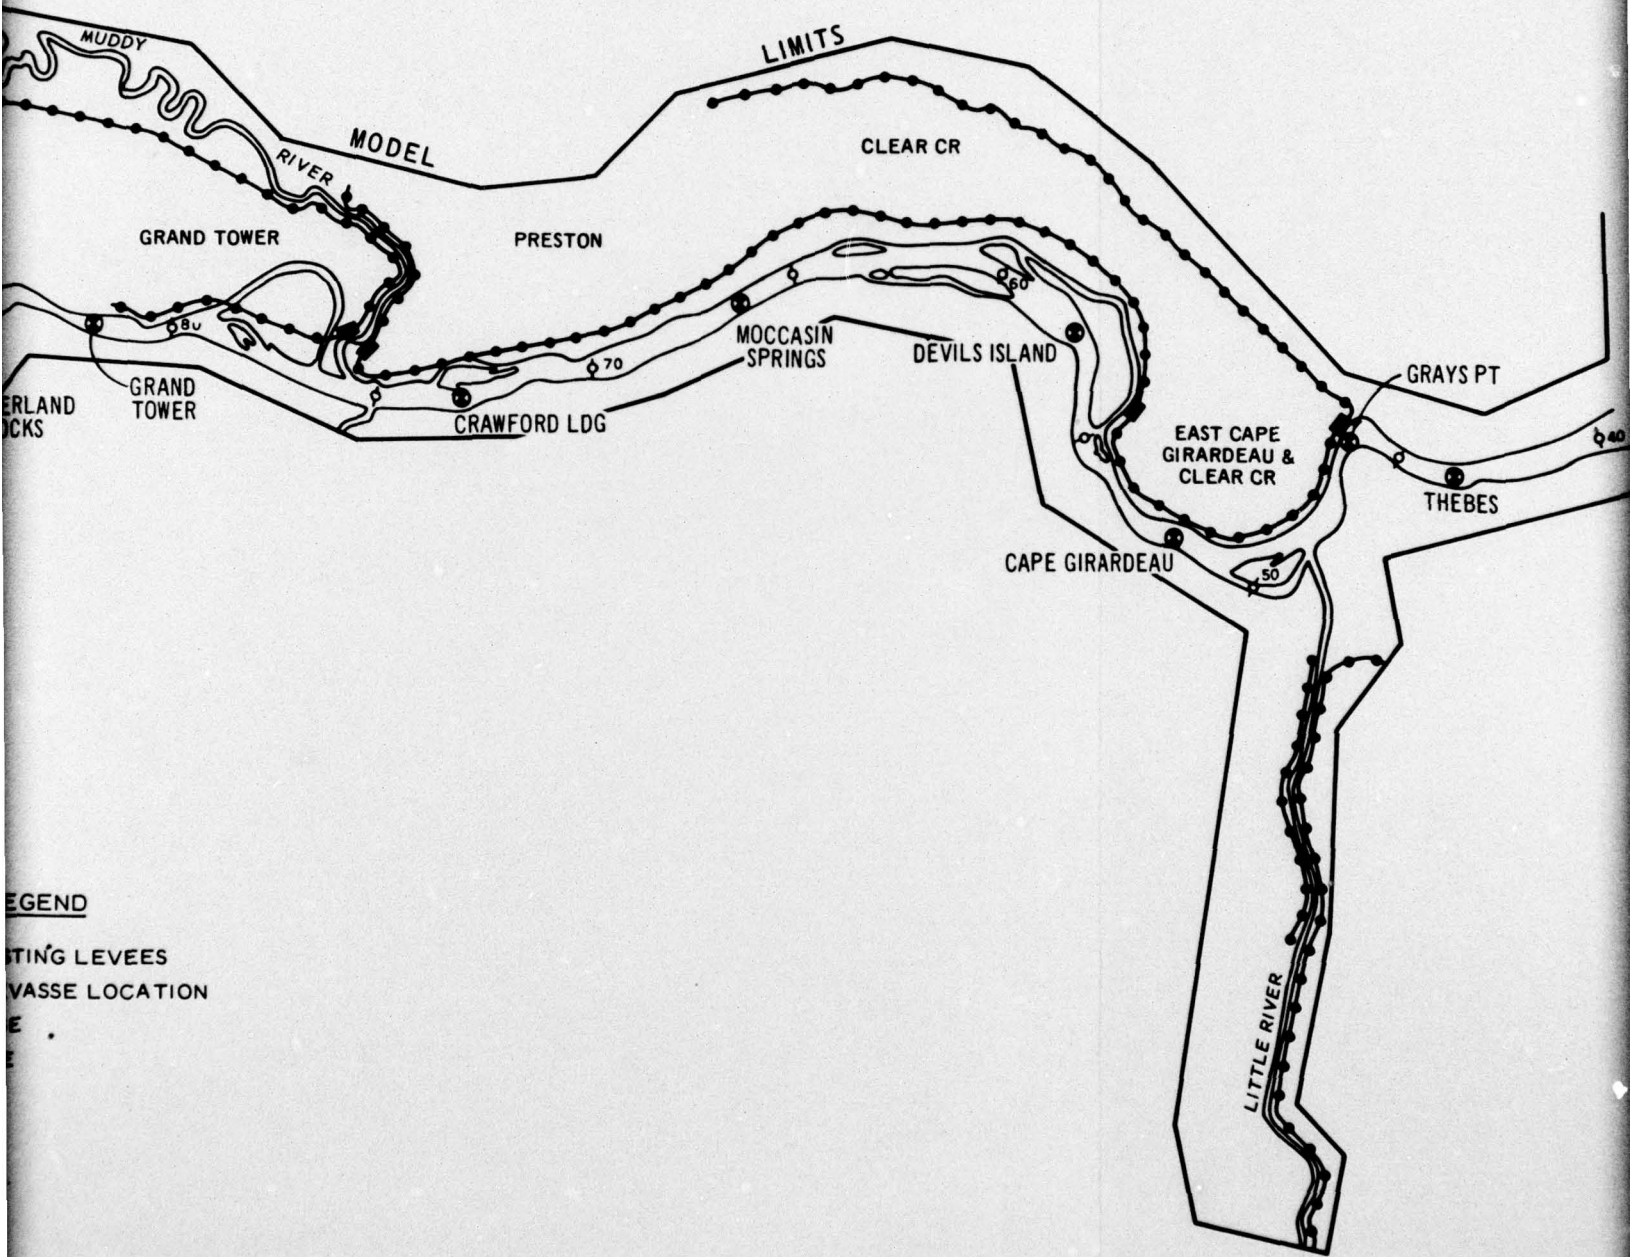 MUDDY
LIMITS
MODEL
RIVER
CLEAR CR
GRAND TOWER
PRESTON
80
60
MOCCASIN
SPRINGS
DEVILS ISLAND
70
GRAYS PT
GRAND
TOWER
ERLAND
OCKS
CRAWFORD LDG
EAST CAPE
GIRARDEAU &
CLEAR CR
40
THEBES
CAPE GIRARDEAU
50
EGEND
STING LEVEES
VASSE LOCATION
E
E
LITTLE RIVER